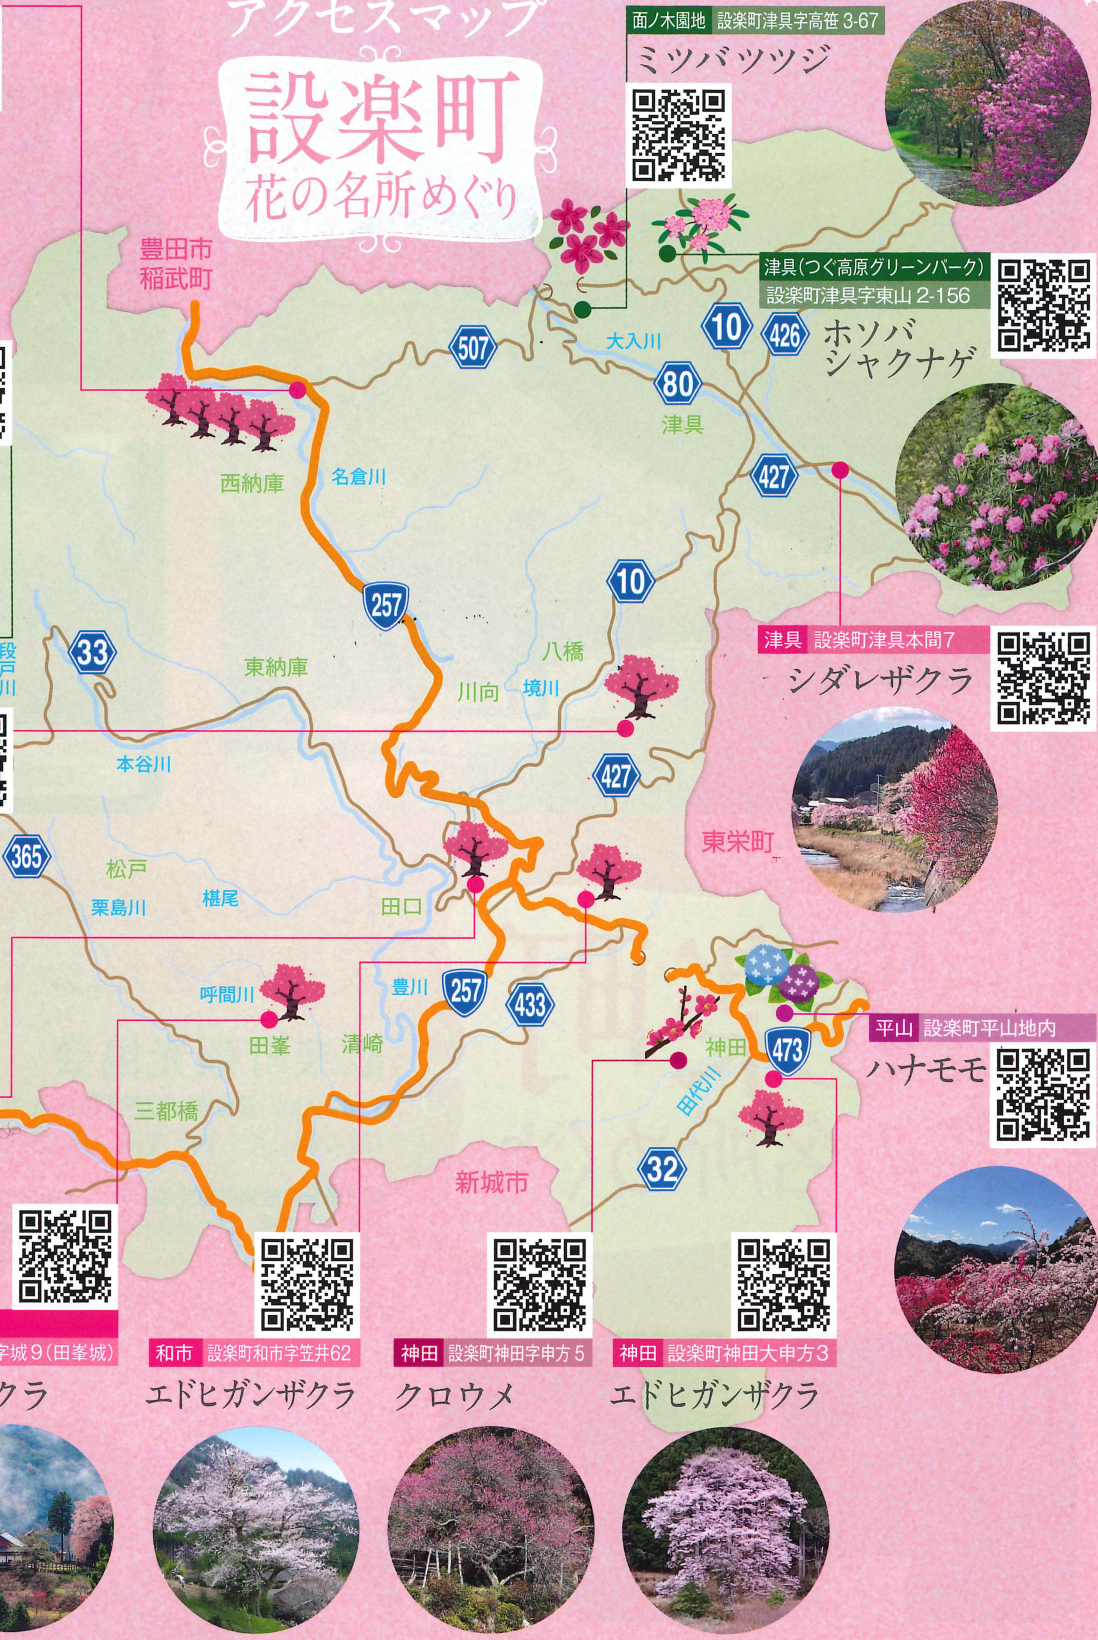 アクセスマップ
設楽町
花の名所めぐり
面ノ木園地 設楽町津具字高笹 3-67
ミツバツツジ
豊田市
稲武町
津具(つぐ高原グリーンパーク)
設楽町津具字東山 2-156
ホソバ
シャクナゲ
507
大入川
10
426
80
津具
427
西納庫
名倉川
257
10
津具 設楽町津具本間7
シダレザクラ
段戸川
33
東納庫
八橋
川向
境川
本谷川
427
365
東栄町
松戸
栗島川
椹尾
田口
呼間川
豊川
257
433
田峯
清崎
神田
473
平山 設楽町平山地内
ハナモモ
田代川
三都橋
32
新城市
字城9(田峯城)
クラ
和市 設楽町和市字笠井62
エドヒガンザクラ
神田 設楽町神田字申方5
クロウメ
神田 設楽町神田大申方3
エドヒガンザクラ